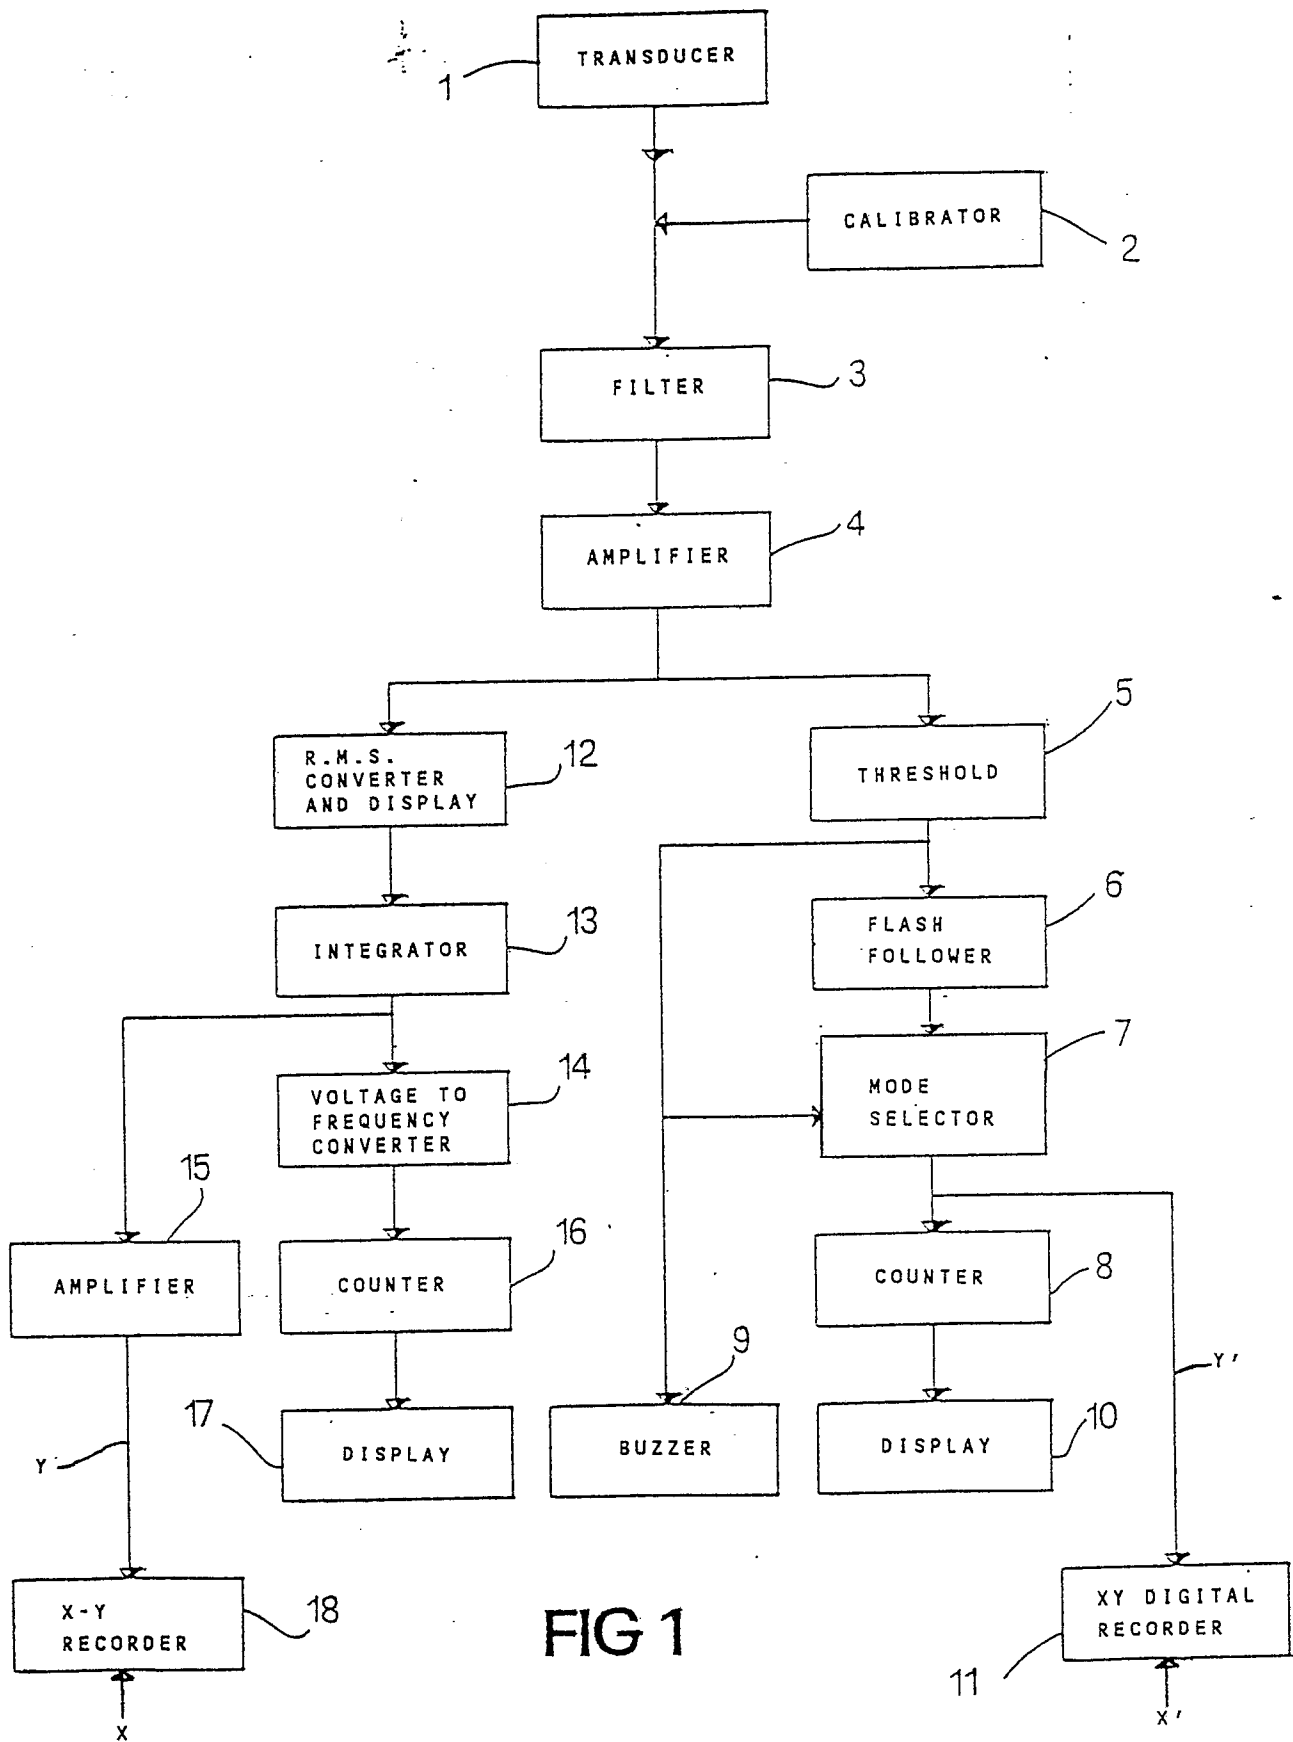 TRANSDUCER
1
CALIBRATOR
2
FILTER
3
AMPLIFIER
4
R.M.S.
CONVERTER
AND DISPLAY
12
THRESHOLD
5
INTEGRATOR
13
FLASH
FOLLOWER
6
VOLTAGE TO
FREQUENCY
CONVERTER
14
MODE
SELECTOR
7
AMPLIFIER
15
COUNTER
16
COUNTER
8
Y
DISPLAY
17
BUZZER
9
DISPLAY
10
Y'
X-Y
RECORDER
18
X
FIG 1
XY DIGITAL
RECORDER
11
X'